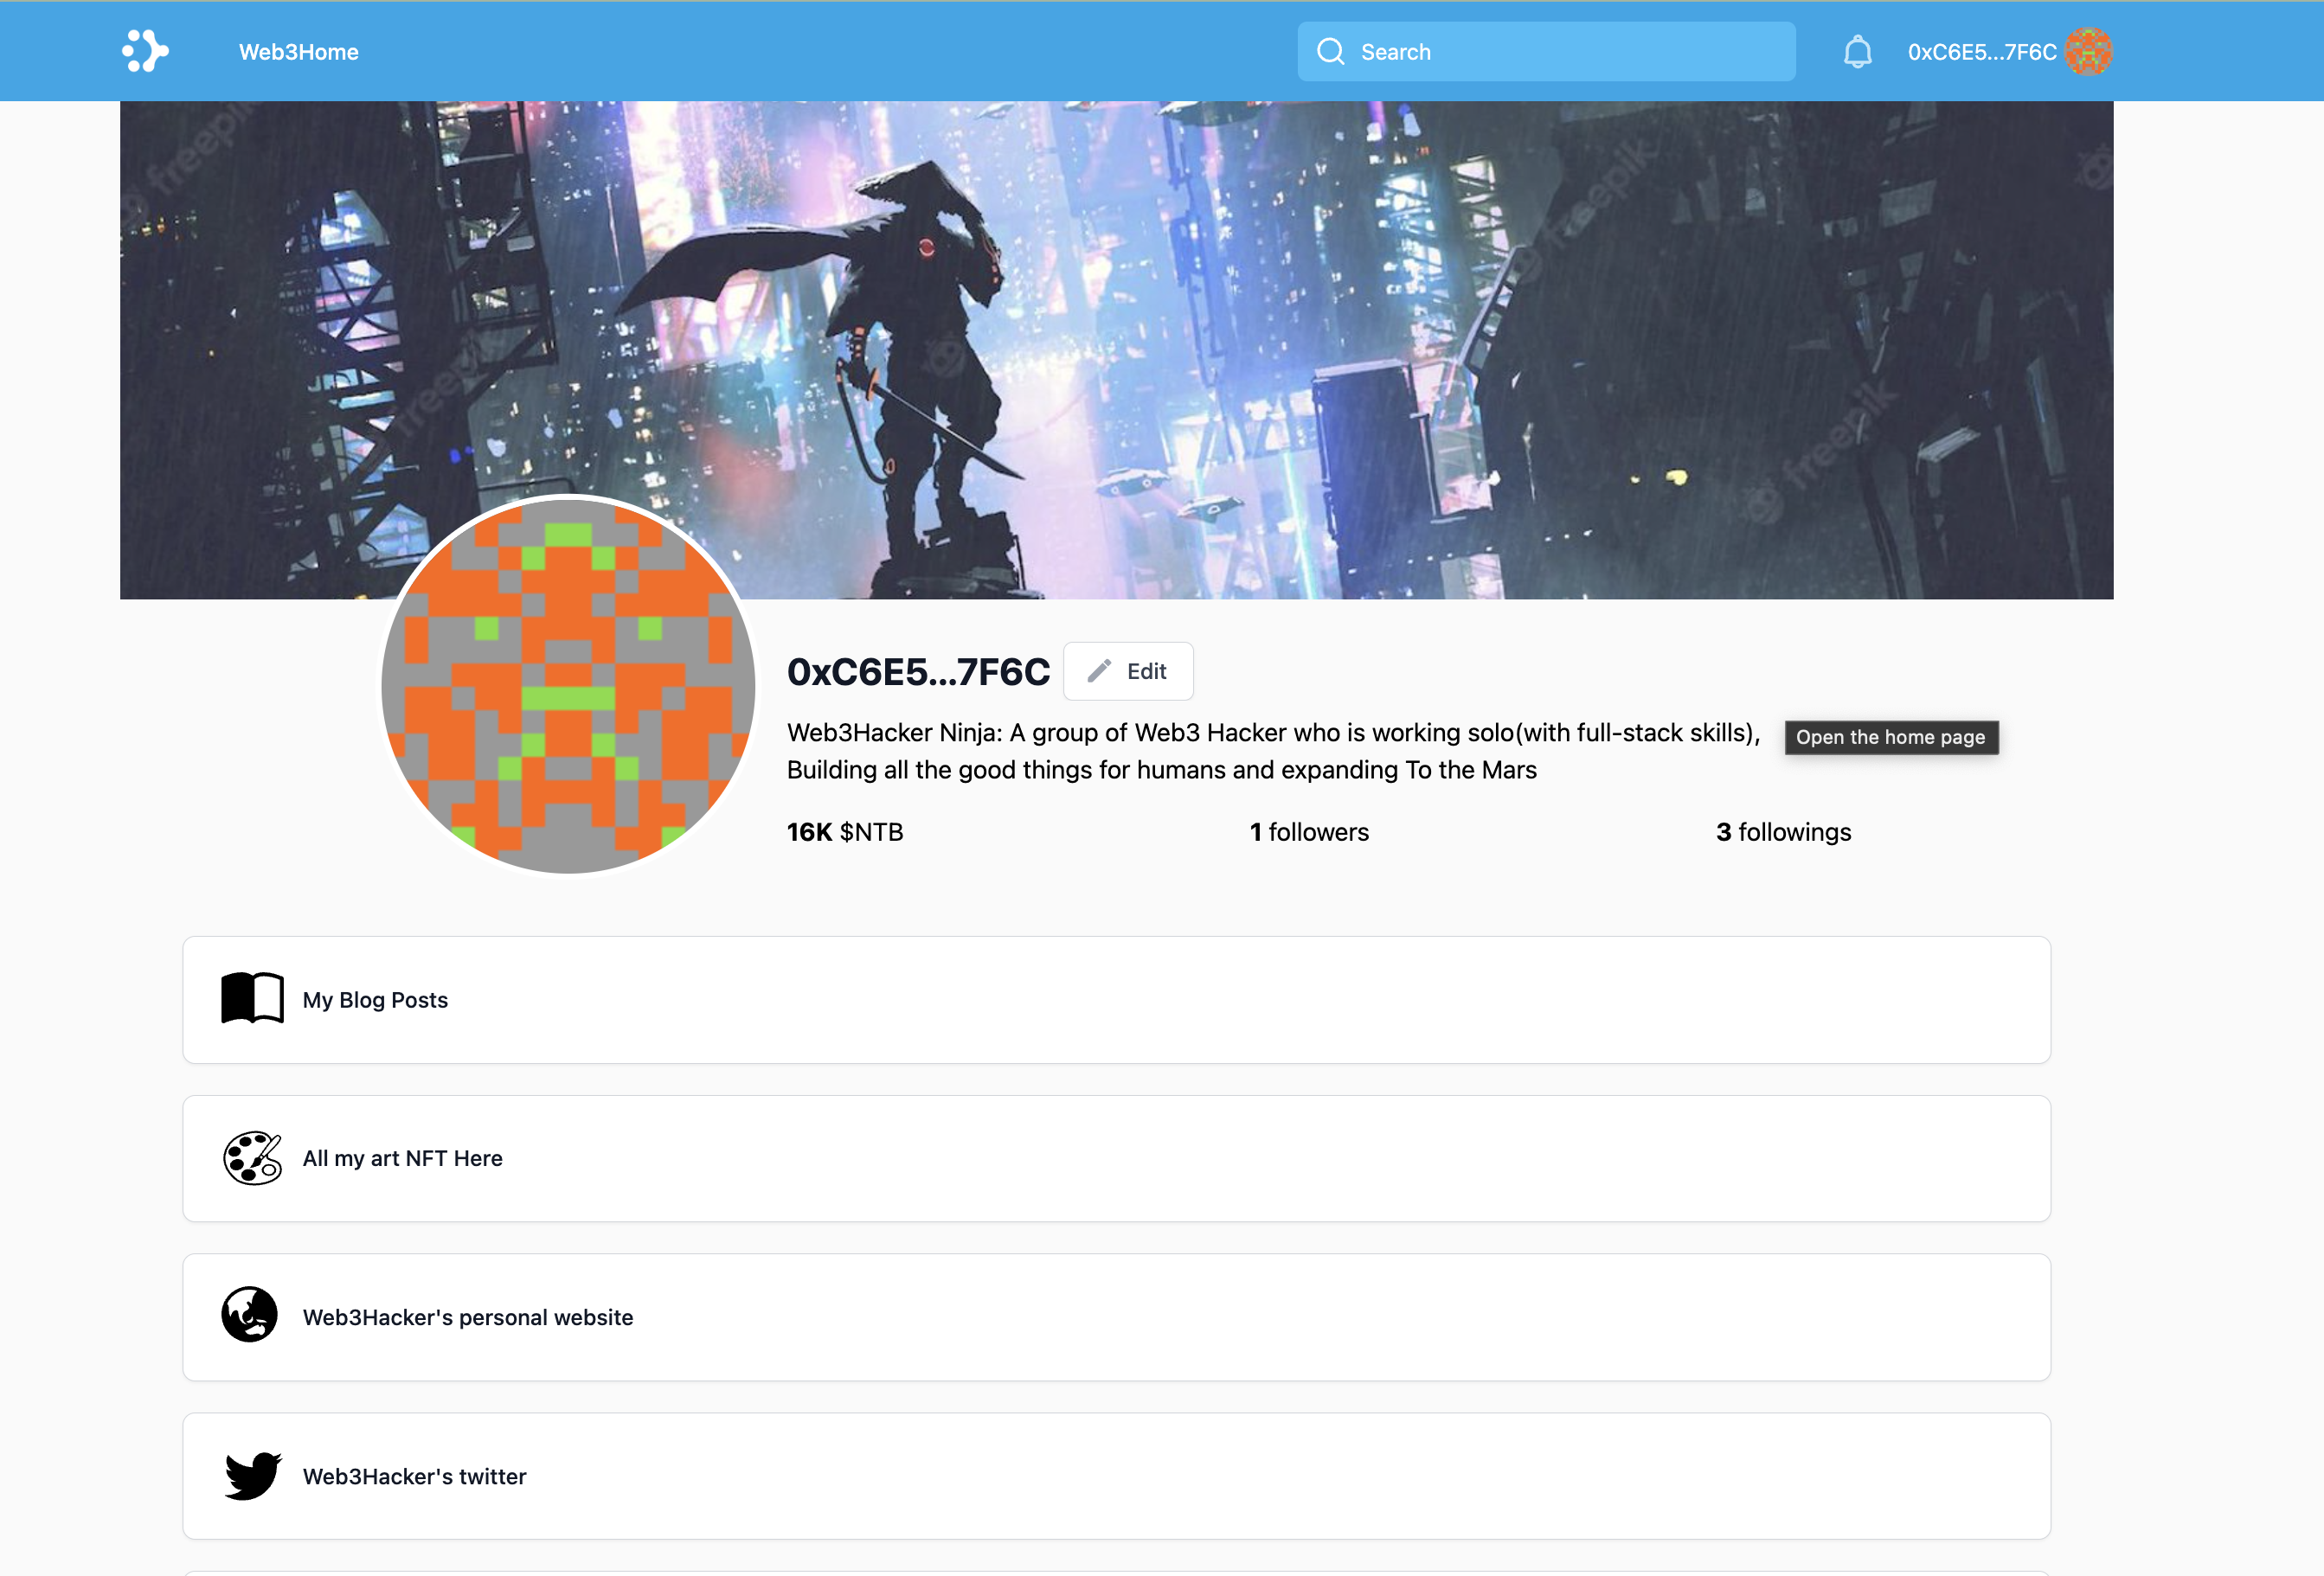 Web3Home
Search
0xC6E5...7F6C
freepik
freepik
freepik
freepik
0xC6E5...7F6C
Edit
Web3Hacker Ninja: A group of Web3 Hacker who is working solo(with full-stack skills),
Building all the good things for humans and expanding To the Mars
Open the home page
16K $NTB
1 followers
3 followings
My Blog Posts
All my art NFT Here
Web3Hacker's personal website
Web3Hacker's twitter